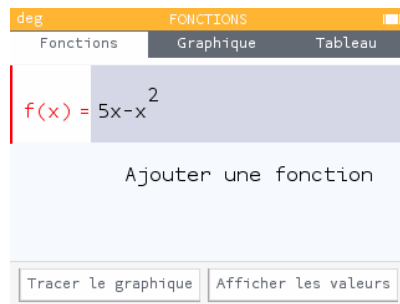 deg FONCTIONS
Fonctions Graphique Tableau
f(x) = 5x-x²
Ajouter une fonction
Tracer le graphique Afficher les valeurs